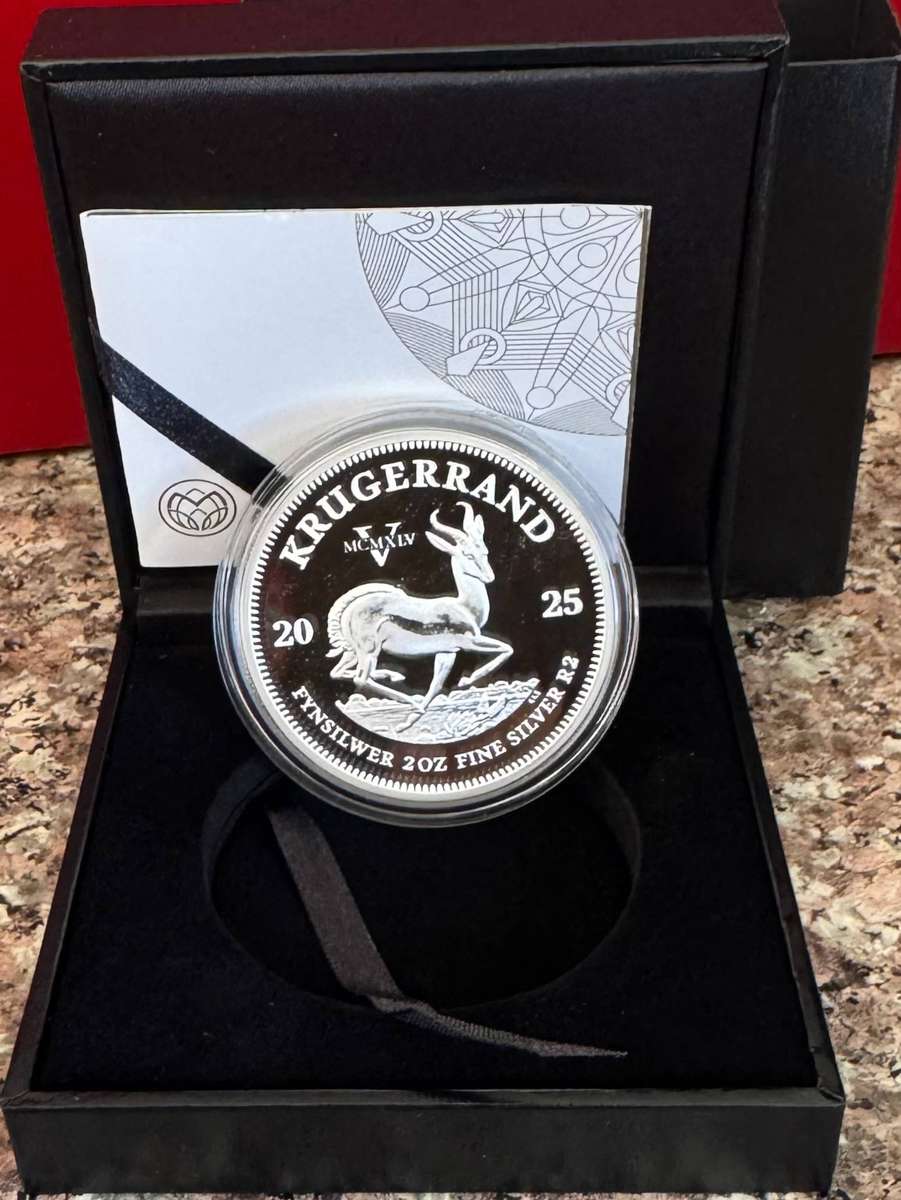 KRUGERRAND
V
MCMXLV
20 25
FYNSILWER 2OZ FINE SILVER R2